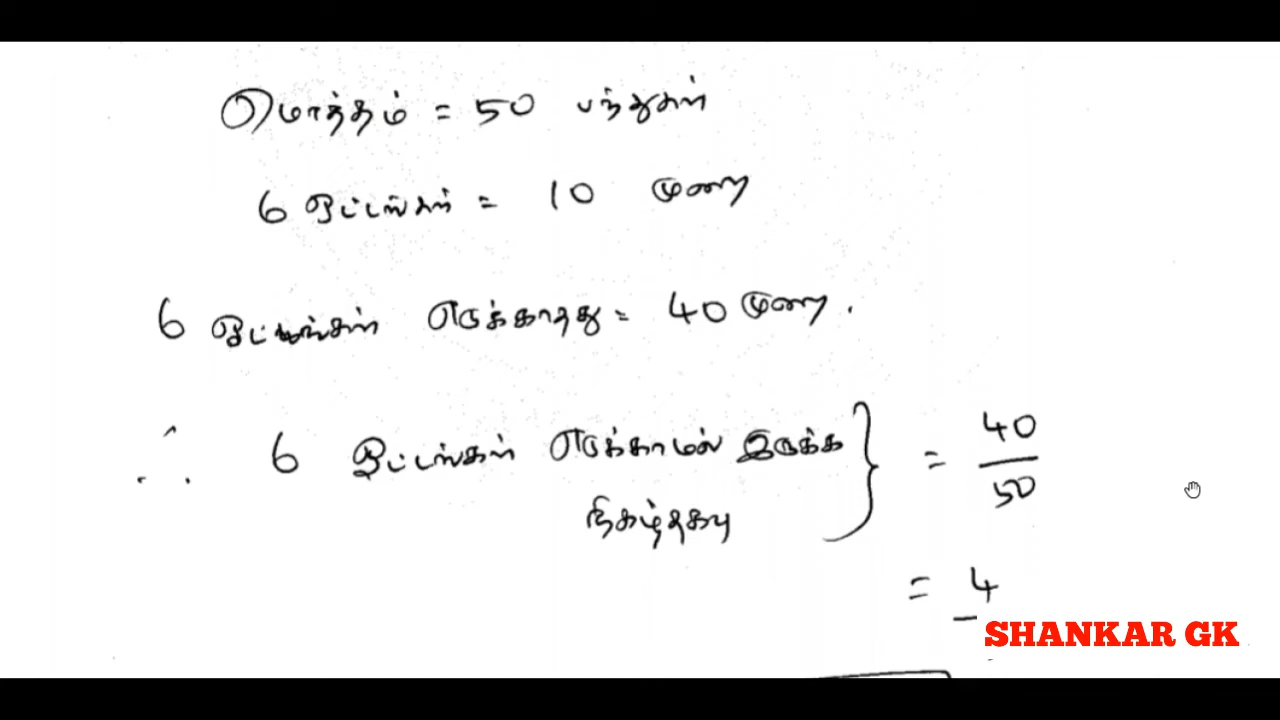 மொத்தம் = 50 பந்துகள்
6 ஓட்டங்கள் = 10 முறை
6 ஓட்டங்கள் எடுக்காதது = 40 முறை.
∴ 6 ஓட்டங்கள் எடுக்காமல் இருக்க நிகழ்தகவு } = 40/50
= 4
SHANKAR GK